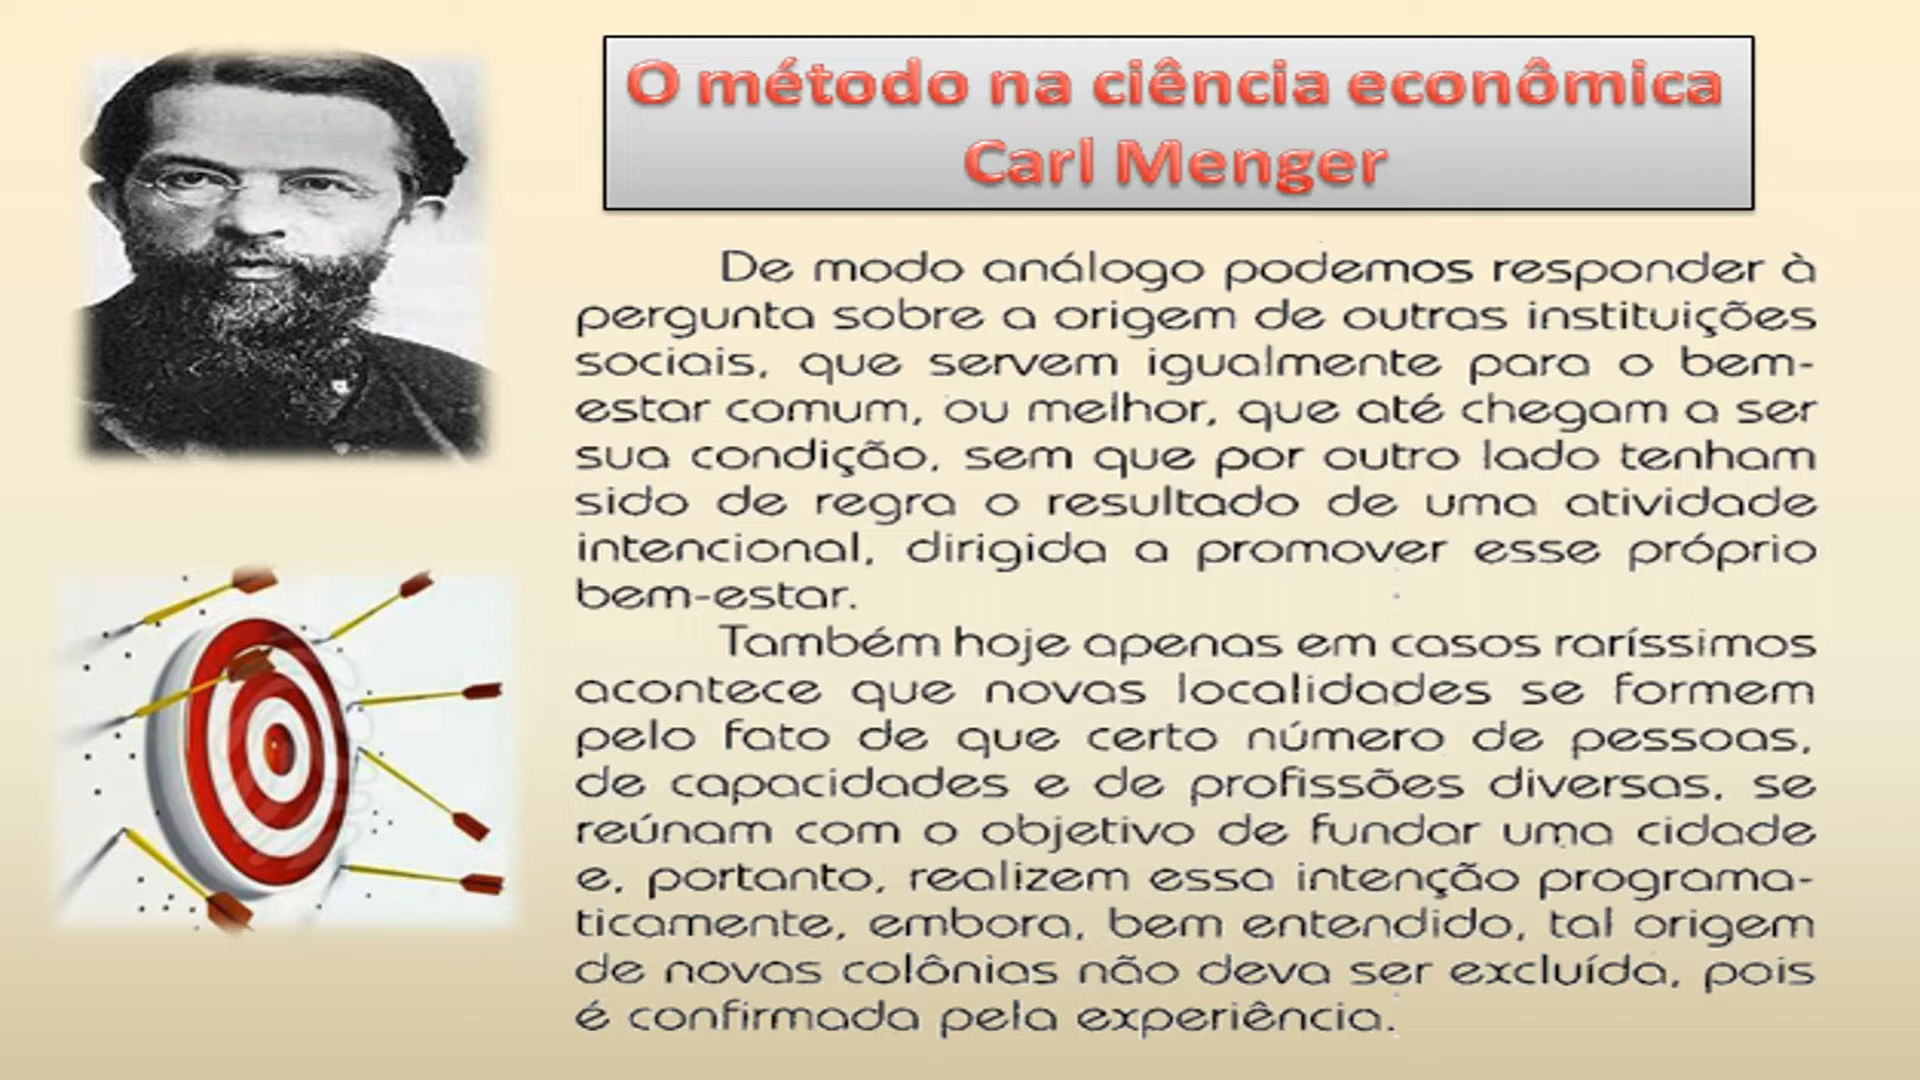 O método na ciência econômica
Carl Menger
De modo análogo podemos responder à
pergunta sobre a origem de outras instituições
sociais, que servem igualmente para o bem-
estar comum, ou melhor, que até chegam a ser
sua condição, sem que por outro lado tenham
sido de regra o resultado de uma atividade
intencional, dirigida a promover esse próprio
bem-estar.
Também hoje apenas em casos raríssimos
acontece que novas localidades se formem
pelo fato de que certo número de pessoas,
de capacidades e de profissões diversas, se
reúnam com o objetivo de fundar uma cidade
e, portanto, realizem essa intenção programa-
ticamente, embora, bem entendido, tal origem
de novas colônias não deva ser excluída, pois
é confirmada pela experiência.